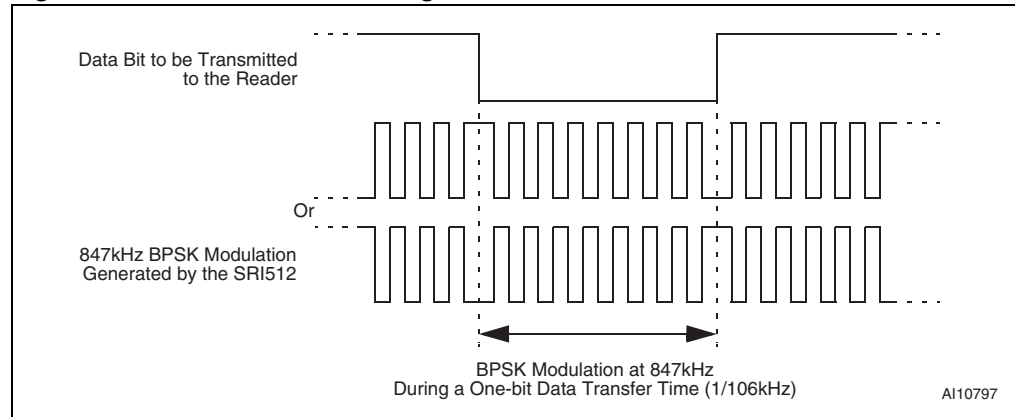 Data Bit to be Transmitted
to the Reader
Or
847kHz BPSK Modulation
Generated by the SRI512
BPSK Modulation at 847kHz
During a One-bit Data Transfer Time (1/106kHz)
AI10797